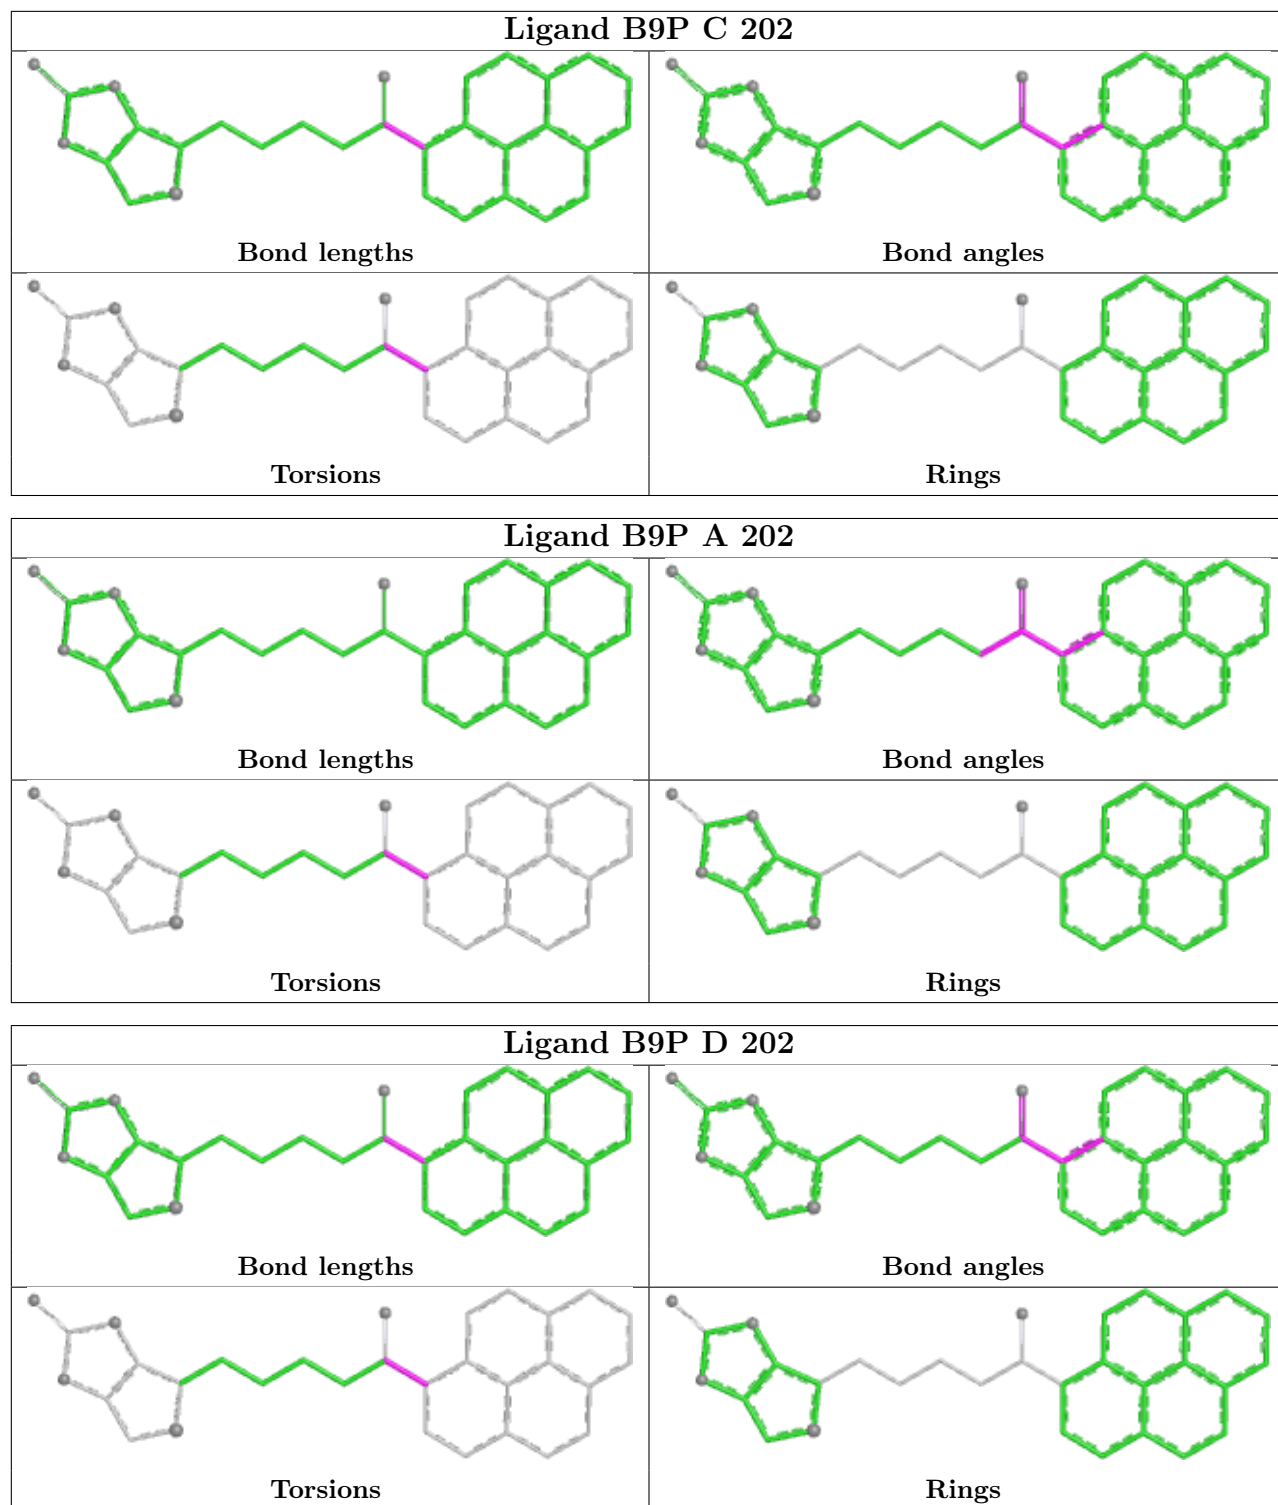 Ligand B9P C 202
Bond lengths
Bond angles
Torsions
Rings
Ligand B9P A 202
Bond lengths
Bond angles
Torsions
Rings
Ligand B9P D 202
Bond lengths
Bond angles
Torsions
Rings